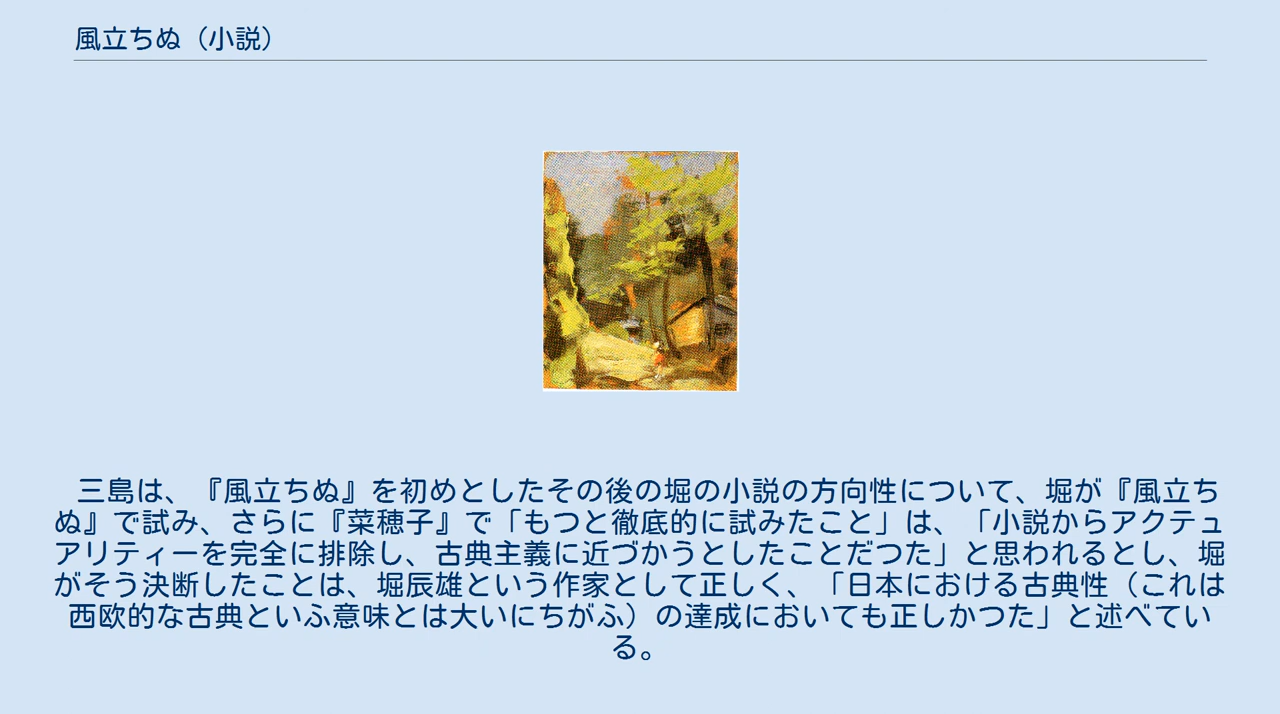 風立ちぬ（小説）
三島は、『風立ちぬ』を初めとしたその後の堀の小説の方向性について、堀が『風立ち
ぬ』で試み、さらに『菜穂子』で「もつと徹底的に試みたこと」は、「小説からアクテュ
アリティーを完全に排除し、古典主義に近づかうとしたことだつた」と思われるとし、堀
がそう決断したことは、堀辰雄という作家として正しく、「日本における古典性（これは
西欧的な古典といふ意味とは大いにちがふ）の達成においても正しかつた」と述べてい
る。